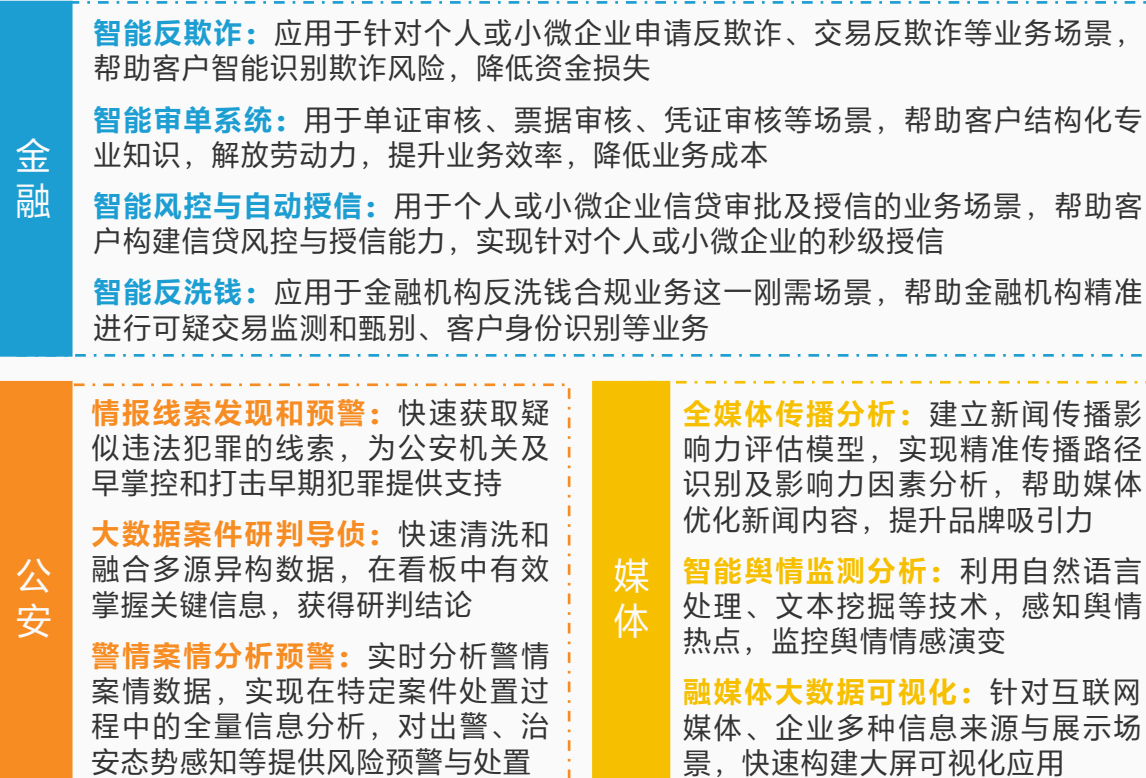 金融
智能反欺诈：应用于针对个人或小微企业申请反欺诈、交易反欺诈等业务场景，
帮助客户智能识别欺诈风险，降低资金损失
智能审单系统：用于单证审核、票据审核、凭证审核等场景，帮助客户结构化专
业知识，解放劳动力，提升业务效率，降低业务成本
智能风控与自动授信：用于个人或小微企业信贷审批及授信的业务场景，帮助客
户构建信贷风控与授信能力，实现针对个人或小微企业的秒级授信
智能反洗钱：应用于金融机构反洗钱合规业务这一刚需场景，帮助金融机构精准
进行可疑交易监测和甄别、客户身份识别等业务
公安
情报线索发现和预警：快速获取疑
似违法犯罪的线索，为公安机关及
早掌控和打击早期犯罪提供支持
大数据案件研判导侦：快速清洗和
融合多源异构数据，在看板中有效
掌握关键信息，获得研判结论
警情案情分析预警：实时分析警情
案情数据，实现在特定案件处置过
程中的全量信息分析，对出警、治
安态势感知等提供风险预警与处置
媒体
全媒体传播分析：建立新闻传播影
响力评估模型，实现精准传播路径
识别及影响力因素分析，帮助媒体
优化新闻内容，提升品牌吸引力
智能舆情监测分析：利用自然语言
处理、文本挖掘等技术，感知舆情
热点，监控舆情情感演变
融媒体大数据可视化：针对互联网
媒体、企业多种信息来源与展示场
景，快速构建大屏可视化应用